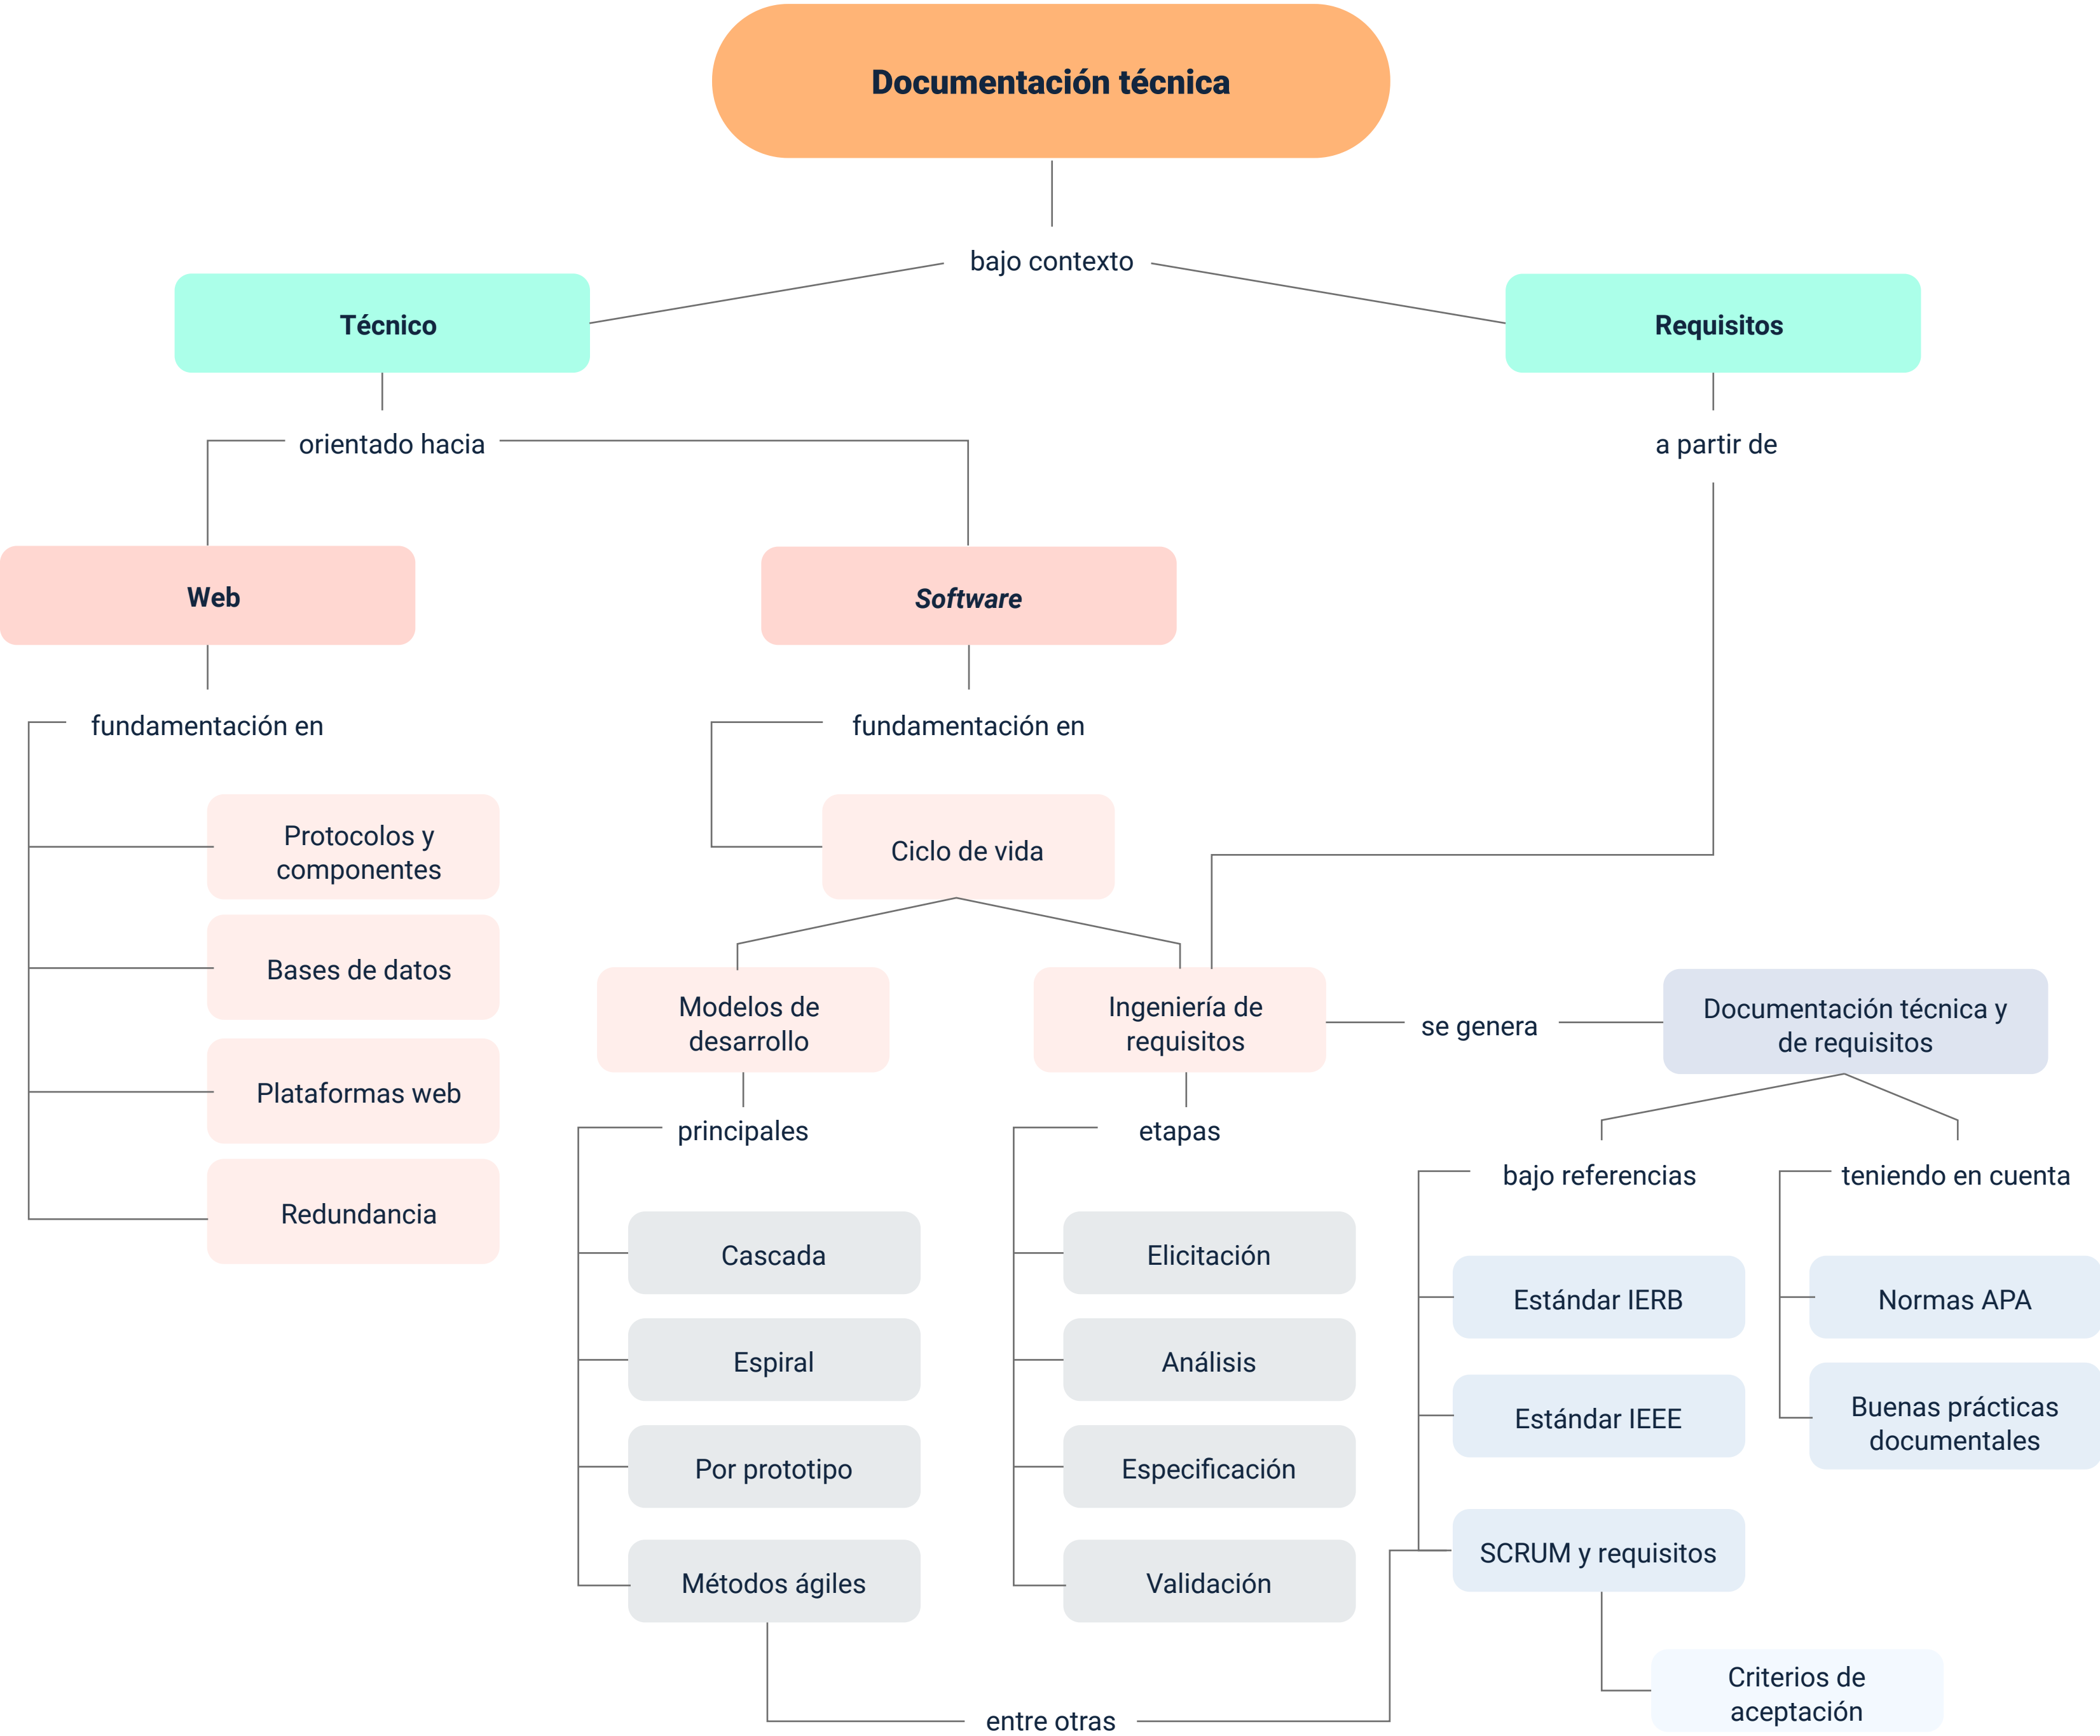 Documentación técnica
bajo contexto
Técnico
Requisitos
orientado hacia
a partir de
Web
Software
fundamentación en
fundamentación en
Protocolos y
componentes
Bases de datos
Plataformas web
Redundancia
Ciclo de vida
Modelos de
desarrollo
Ingeniería de
requisitos
se genera
Documentación técnica y
de requisitos
principales
Cascada
Espiral
Por prototipo
Métodos ágiles
etapas
Elicitación
Análisis
Especificación
Validación
bajo referencias
Estándar IERB
Estándar IEEE
SCRUM y requisitos
teniendo en cuenta
Normas APA
Buenas prácticas
documentales
Criterios de
aceptación
entre otras